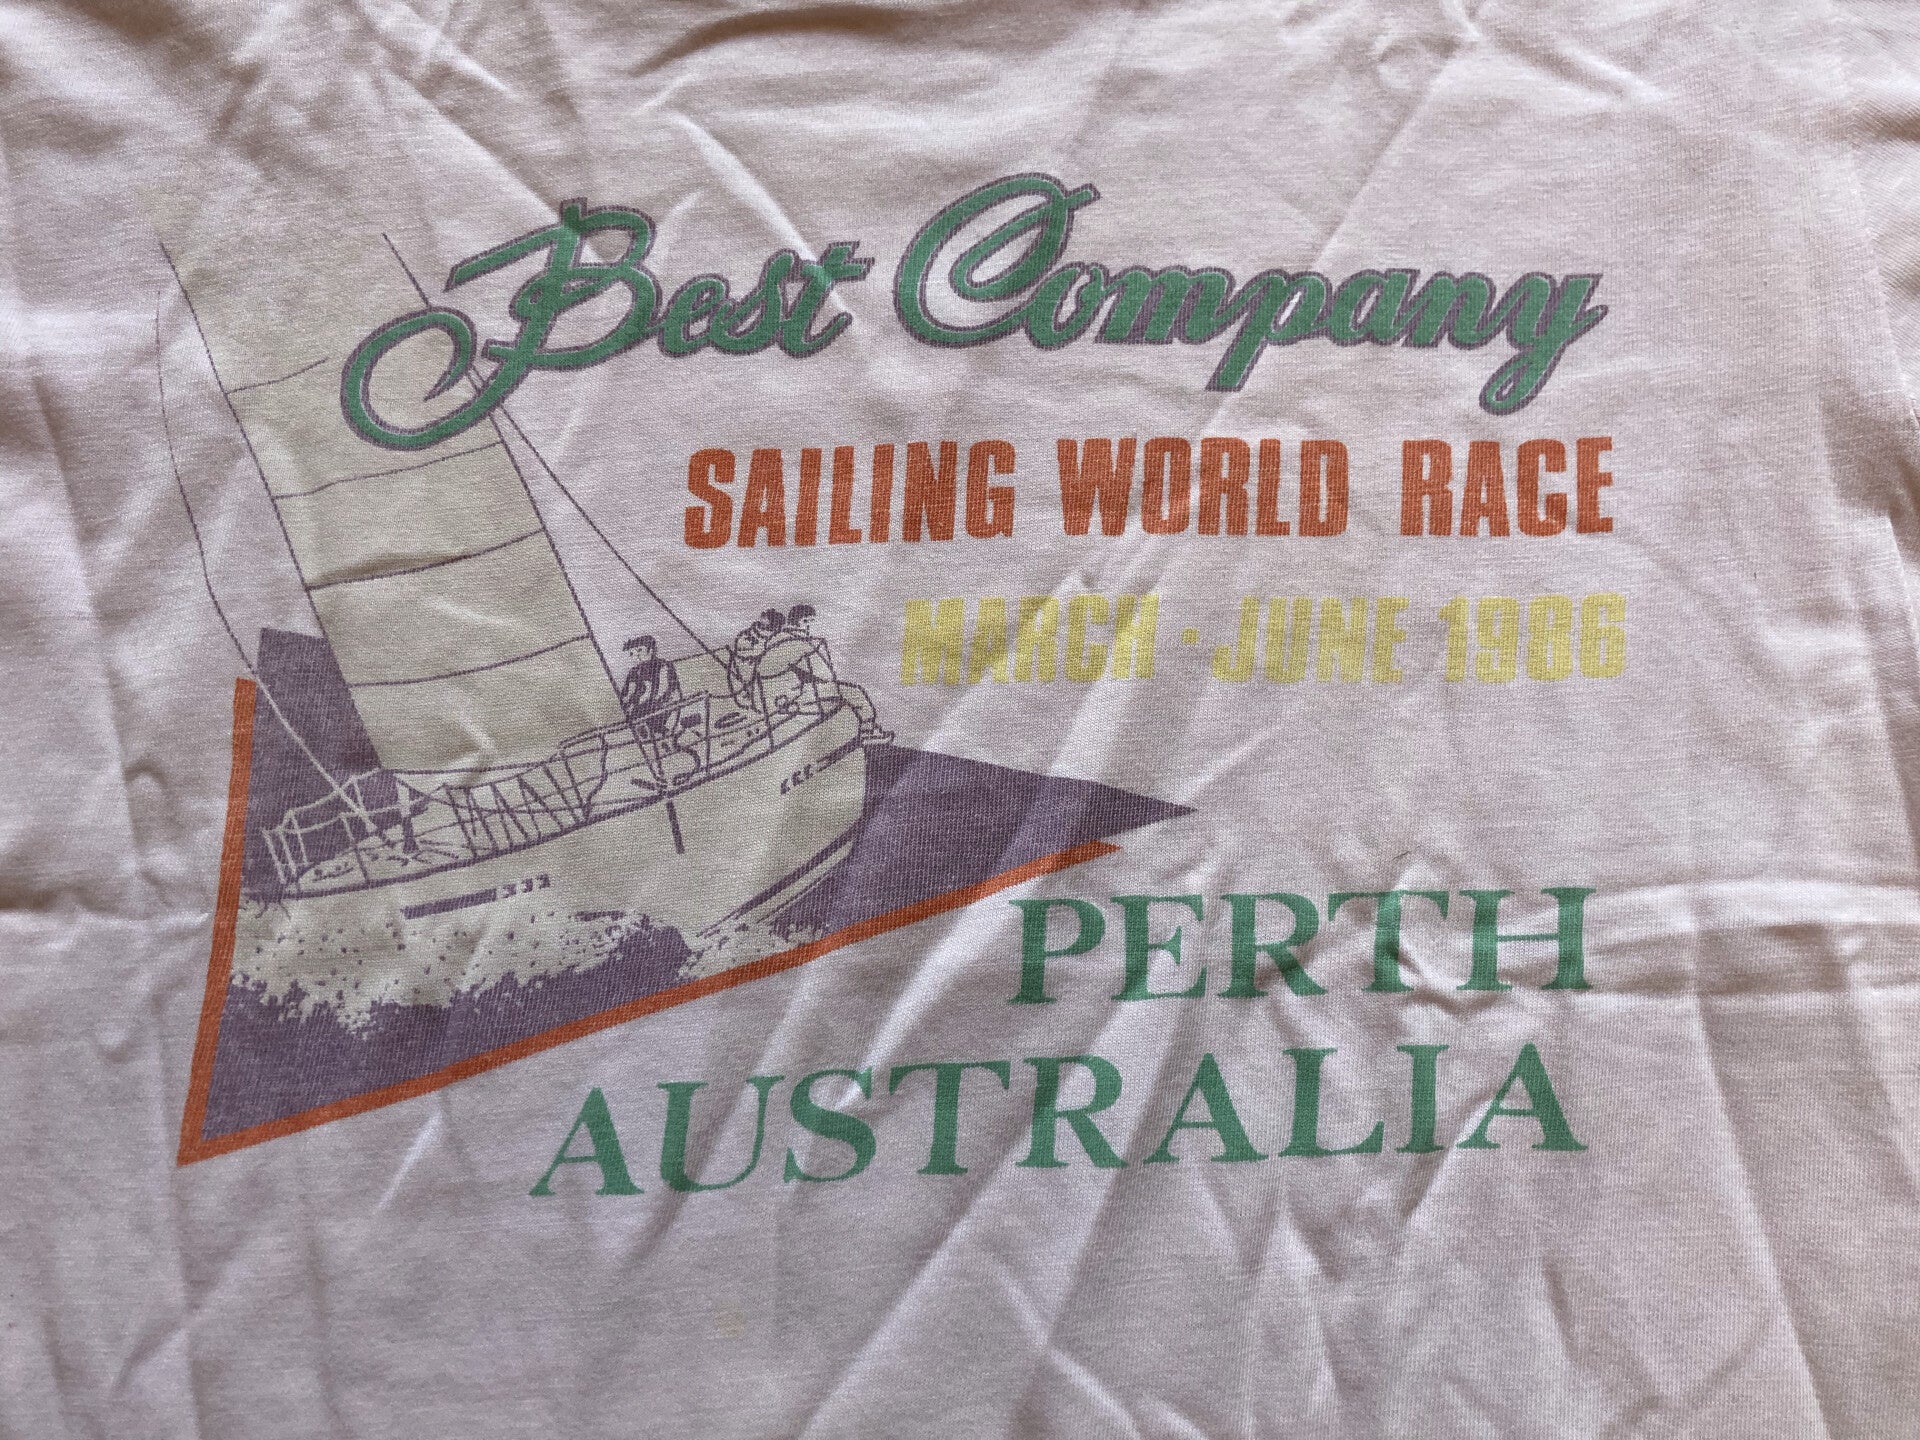 Best Company
SAILING WORLD RACE
MARCH · JUNE 1986
PERTH
AUSTRALIA